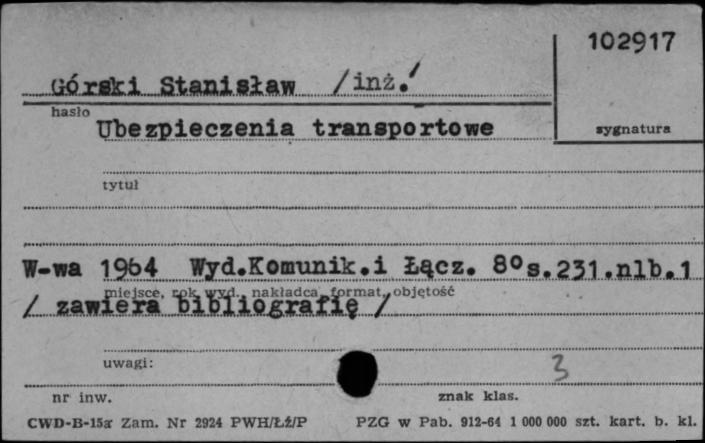 102917
Górski Stanisław /inż./
hasło
sygnatura
Ubezpieczenia transportowe
tytuł
W-wa 1964 Wyd.Komunik.i Łącz. 8° s.231.nlb.1
miejsce, rok wyd., nakładca, format, objętość
/ zawiera bibliografię /
uwagi:
3
nr inw.
znak klas.
CWD-B-15a Zam. Nr 2924 PWH/Łź/P PZG w Pab. 912-64 1 000 000 szt. kart. b. kl.